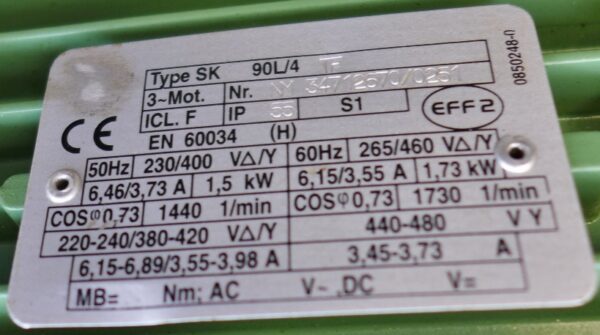 Type SK 90L/4 TF
3~Mot. Nr. 34712570/0251
ICL. F IP 55 S1 EFF2
CE EN 60034 (H)
50Hz 230/400 VΔ/Y 60Hz 265/460 VΔ/Y
6,46/3,73 A 1,5 kW 6,15/3,55 A 1,73 kW
COSφ0,73 1440 1/min COSφ0,73 1730 1/min
220-240/380-420 VΔ/Y 440-480 V Y
6,15-6,89/3,55-3,98 A 3,45-3,73 A
MB= Nm; AC V~ ,DC V=
0850248-0